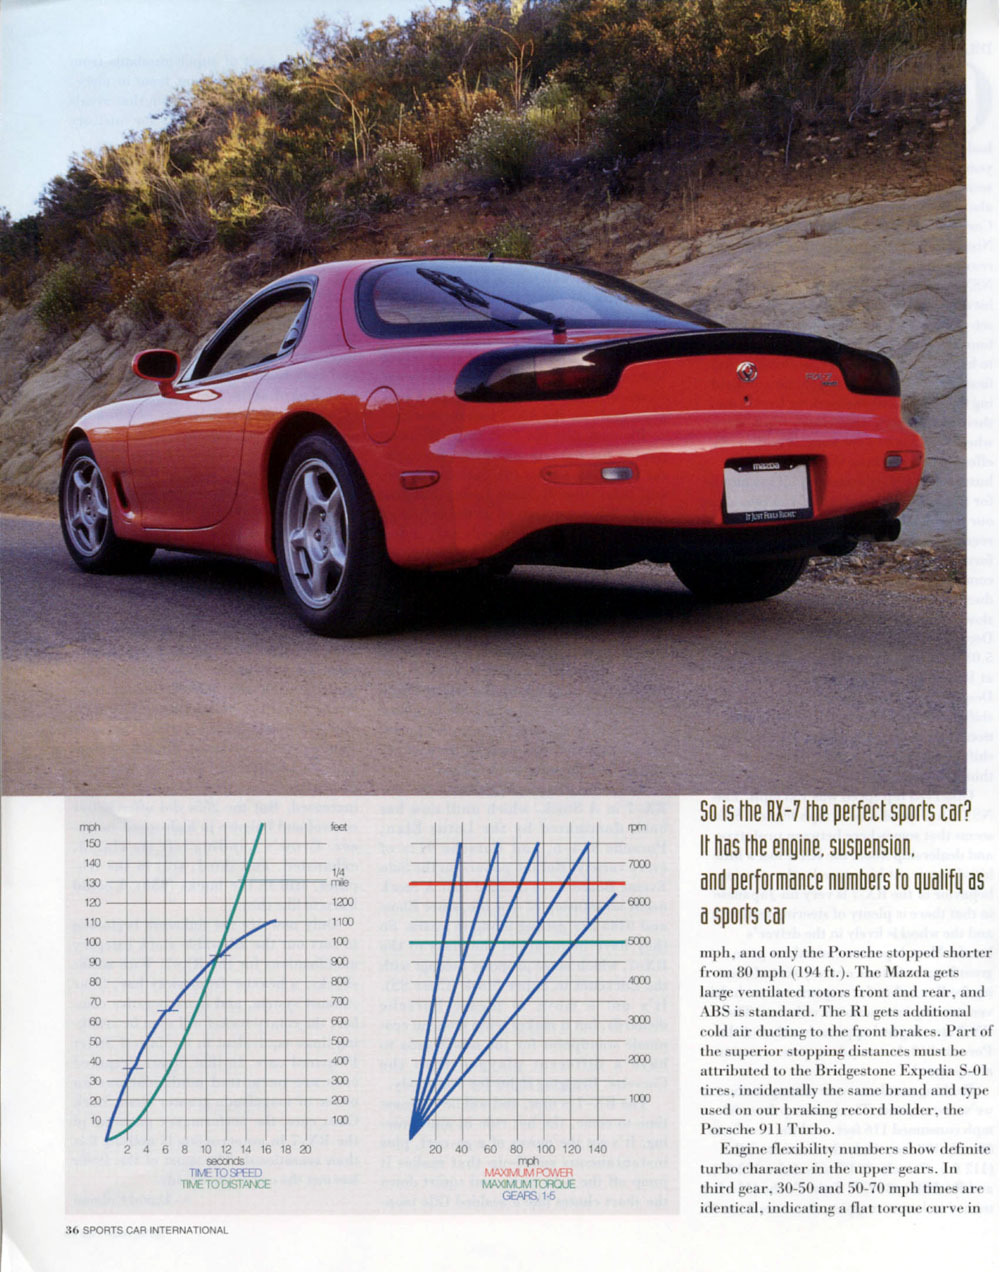 mazda
IT JUST FEELS RIGHT.
So is the RX-7 the perfect sports car?
It has the engine, suspension,
and performance numbers to qualify as
a sports car
mph, and only the Porsche stopped shorter
from 80 mph (194 ft.). The Mazda gets
large ventilated rotors front and rear, and
ABS is standard. The R1 gets additional
cold air ducting to the front brakes. Part of
the superior stopping distances must be
attributed to the Bridgestone Expedia S-01
tires, incidentally the same brand and type
used on our braking record holder, the
Porsche 911 Turbo.
Engine flexibility numbers show definite
turbo character in the upper gears. In
third gear, 30-50 and 50-70 mph times are
identical, indicating a flat torque curve in
mph
150
140
130
120
110
100
90
80
70
60
50
40
30
20
10
feet
1/4
mile
1200
1100
100
900
800
700
600
500
400
300
200
100
2 4 6 8 10 12 14 16 18 20
seconds
TIME TO SPEED
TIME TO DISTANCE
rpm
7000
6000
5000
4000
3000
2000
1000
20 40 60 80 100 120 140
mph
MAXIMUM POWER
MAXIMUM TORQUE
GEARS, 1-5
36 SPORTS CAR INTERNATIONAL